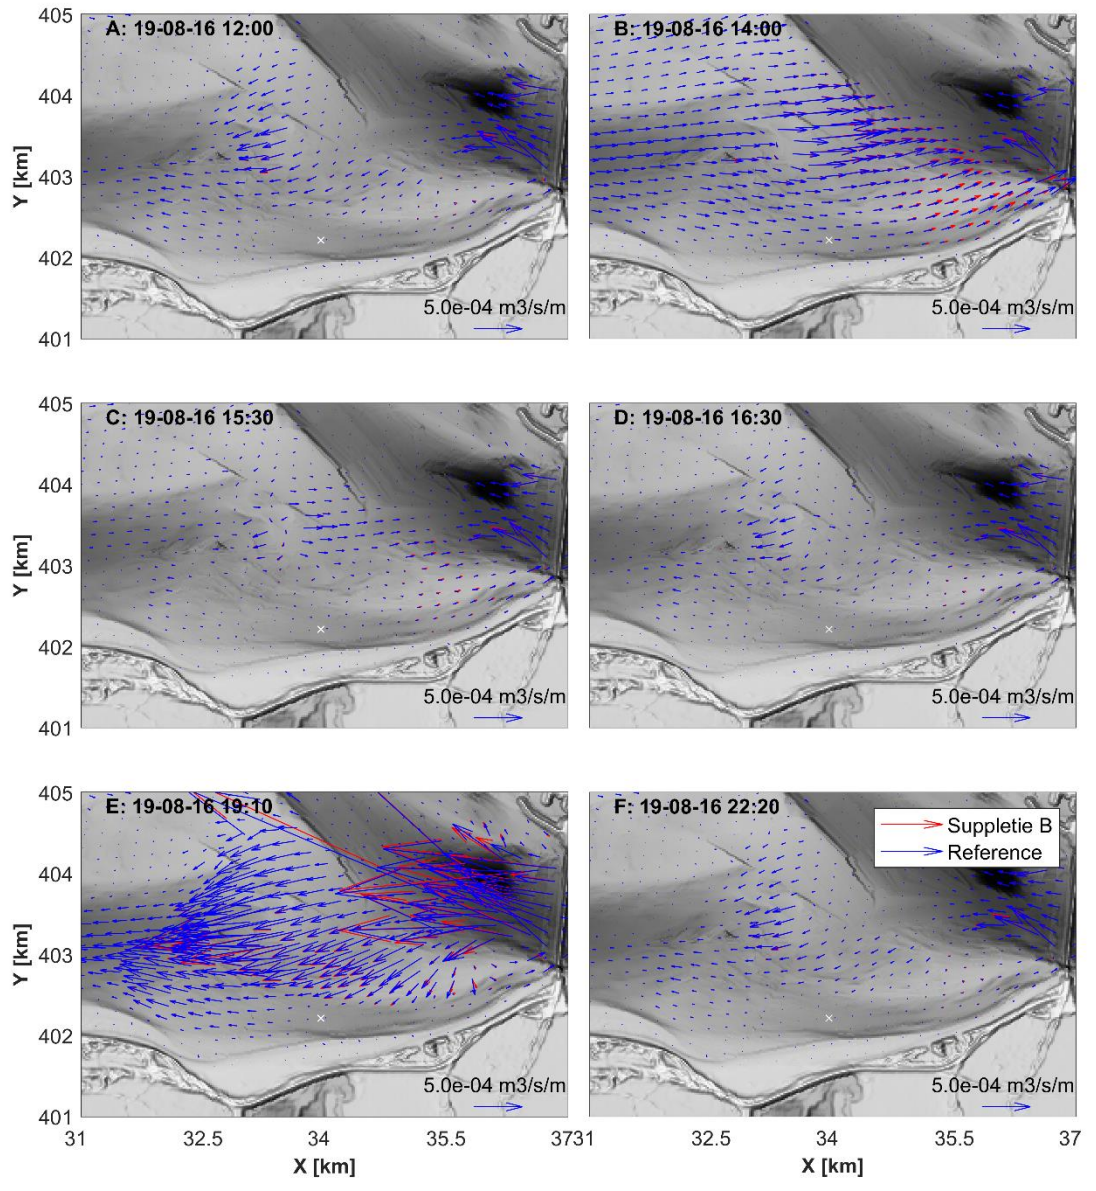 405
A: 19-08-16 12:00
B: 19-08-16 14:00
404
Y [km]
403
402
401
5.0e-04 m3/s/m
5.0e-04 m3/s/m
405
C: 19-08-16 15:30
D: 19-08-16 16:30
404
Y [km]
403
402
401
5.0e-04 m3/s/m
5.0e-04 m3/s/m
405
E: 19-08-16 19:10
F: 19-08-16 22:20
Suppletie B
Reference
404
Y [km]
403
402
401
5.0e-04 m3/s/m
5.0e-04 m3/s/m
31
32.5
34
35.5
37
31
32.5
34
35.5
37
X [km]
X [km]